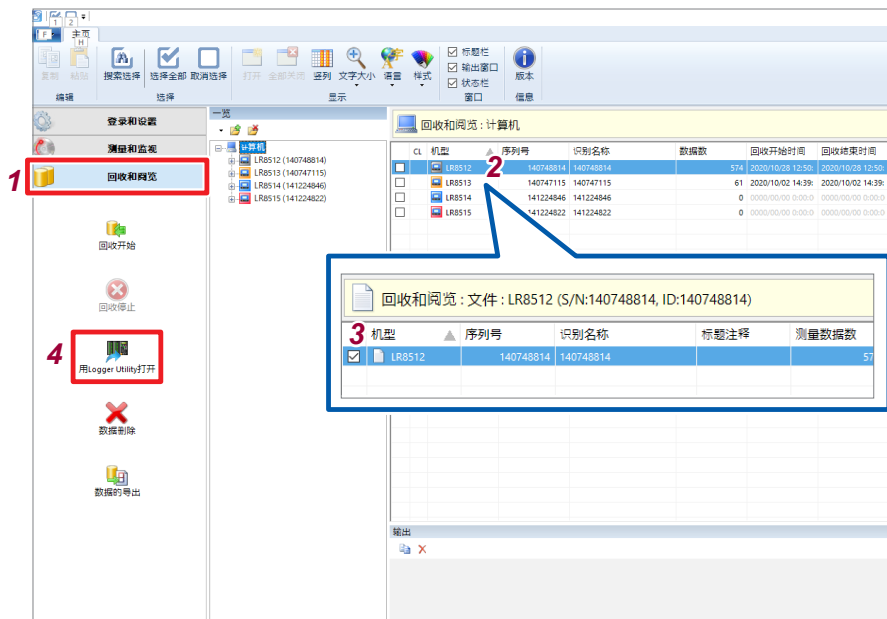 1 2
F 主页
H
复制 粘贴 搜索选择 选择全部 取消选择 打开 全部关闭 竖列 文字大小 语言 样式 版本
标题栏
输出窗口
状态栏
编辑 选择 显示 窗口 信息
登录和设置
测量和监视
1 回收和阅览
回收开始
回收停止
4
用Logger Utility打开
数据删除
数据的导出
一览
计算机
LR8512 (140748814)
LR8513 (140747115)
LR8514 (141224846)
LR8515 (141224822)
回收和阅览 : 计算机
CL 机型 序列号 识别名称 数据数 回收开始时间 回收结束时间
LR8512 2 140748814 140748814 574 2020/10/28 12:50: 2020/10/28 12:50:
LR8513 140747115 140747115 61 2020/10/02 14:39: 2020/10/02 14:39:
LR8514 141224846 141224846 0 0000/00/00 0:00:0 0000/00/00 0:00:0
LR8515 141224822 141224822 0 0000/00/00 0:00:0 0000/00/00 0:00:0
回收和阅览 : 文件 : LR8512 (S/N:140748814, ID:140748814)
3 机型 序列号 识别名称 标题注释 测量数据数
LR8512 140748814 140748814 57
输出